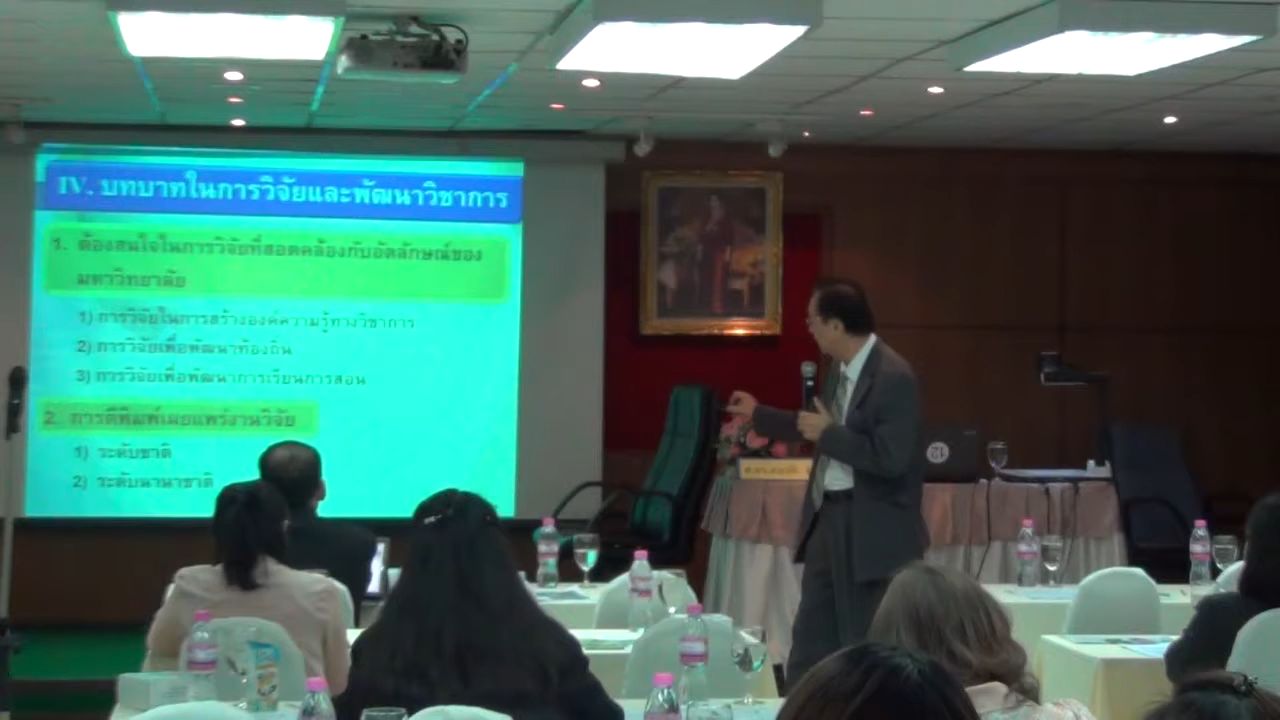 IV. บทบาทในการวิจัยและพัฒนาวิชาการ
1. ต้องสนใจในการวิจัยที่สอดคล้องกับอัตลักษณ์ของ
มหาวิทยาลัย
1) การวิจัยในการสร้างองค์ความรู้ทางวิชาการ
2) การวิจัยเพื่อพัฒนาท้องถิ่น
3) การวิจัยเพื่อพัฒนาการเรียนการสอน
2. การตีพิมพ์เผยแพร่งานวิจัย
1) ระดับชาติ
2) ระดับนานาชาติ
12